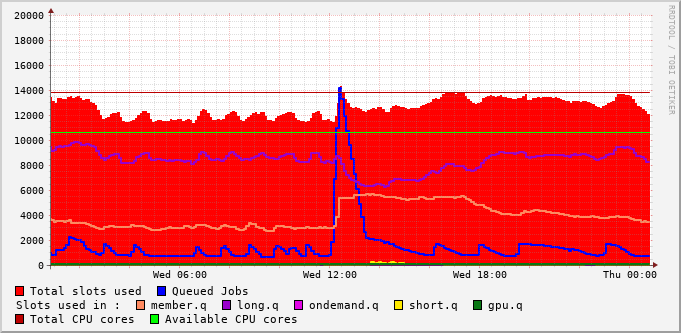 20000
18000
16000
14000
12000
10000
8000
6000
4000
2000
0
Wed 06:00 Wed 12:00 Wed 18:00 Thu 00:00
RRDTOOL / TOBI OETIKER
Total slots used Queued Jobs
Slots used in : member.q long.q ondemand.q short.q gpu.q
Total CPU cores Available CPU cores